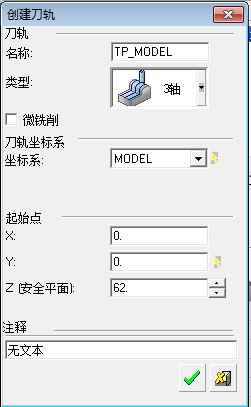 创建刀轨
刀轨
名称: TP_MODEL
类型: 3轴
微铣削
刀轨坐标系
坐标系: MODEL
起始点
X: 0.
Y: 0.
Z (安全平面): 62.
注释
无文本